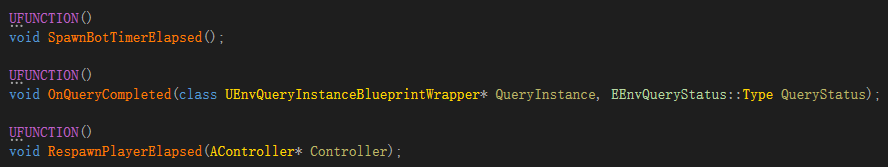 UFUNCTION()
void SpawnBotTimerElapsed();
UFUNCTION()
void OnQueryCompleted(class UEnvQueryInstanceBlueprintWrapper* QueryInstance, EEnvQueryStatus::Type QueryStatus);
UFUNCTION()
void RespawnPlayerElapsed(AController* Controller);